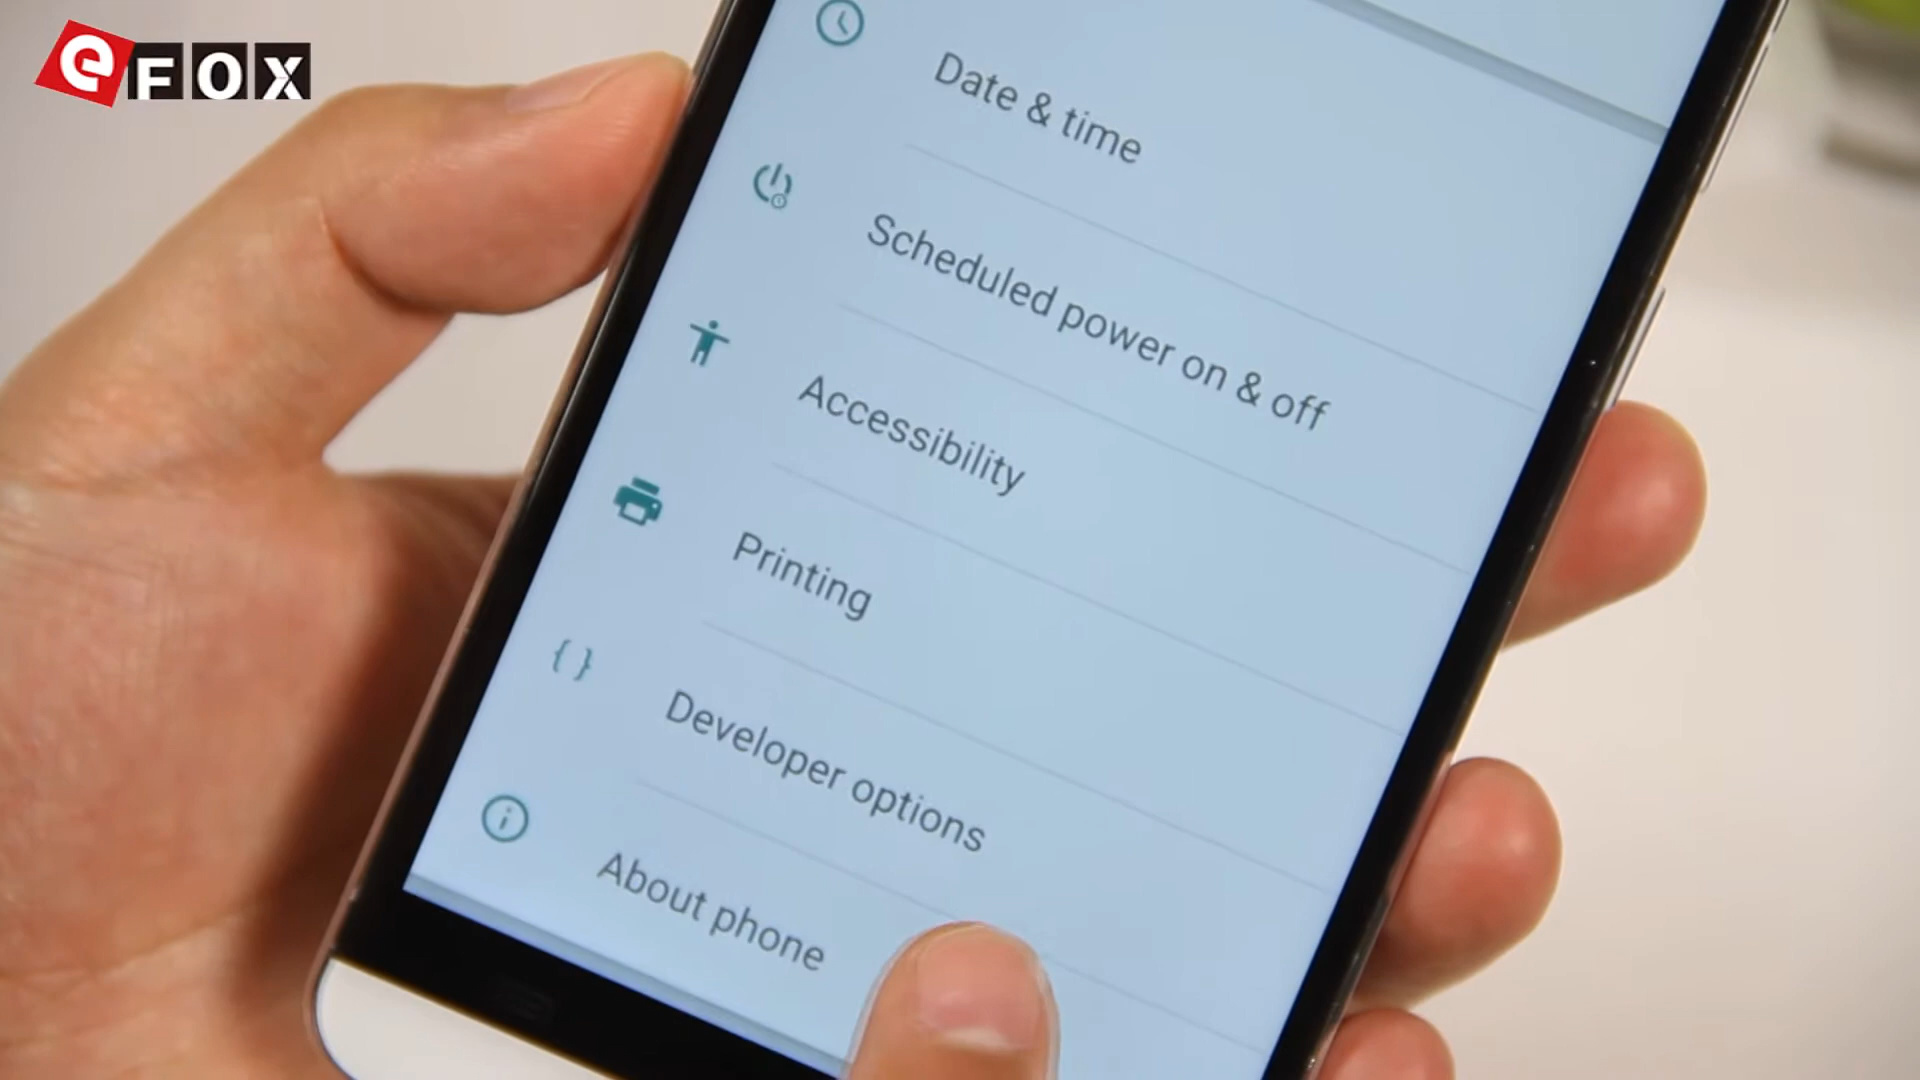 eFOX
Date & time
Scheduled power on & off
Accessibility
Printing
{ } Developer options
About phone